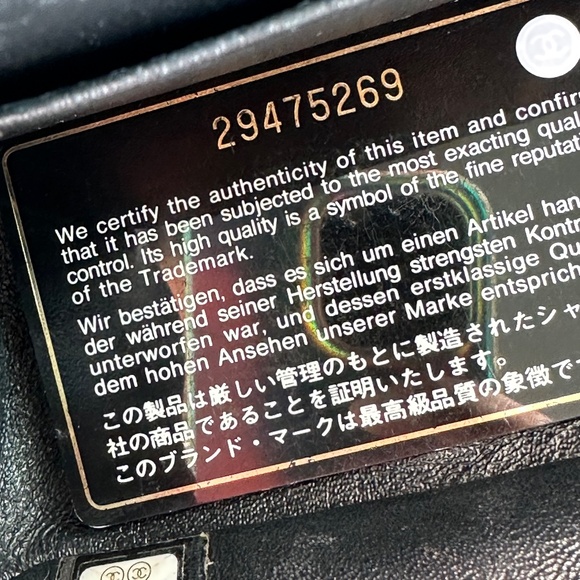 29475269
We certify the authenticity of this item and confir
that it has been subjected to the most exacting qual
control. Its high quality is a symbol of the fine reputat
of the Trademark.
Wir bestätigen, dass es sich um einen Artikel han
der während seiner Herstellung strengsten Kontr
unterworfen war, und dessen erstklassige Qu
dem hohen Ansehen unserer Marke entsprich
この製品は厳しい管理のもとに製造されたシャ
社の商品であることを証明いたします。
このブランド・マークは最高級品質の象徴で